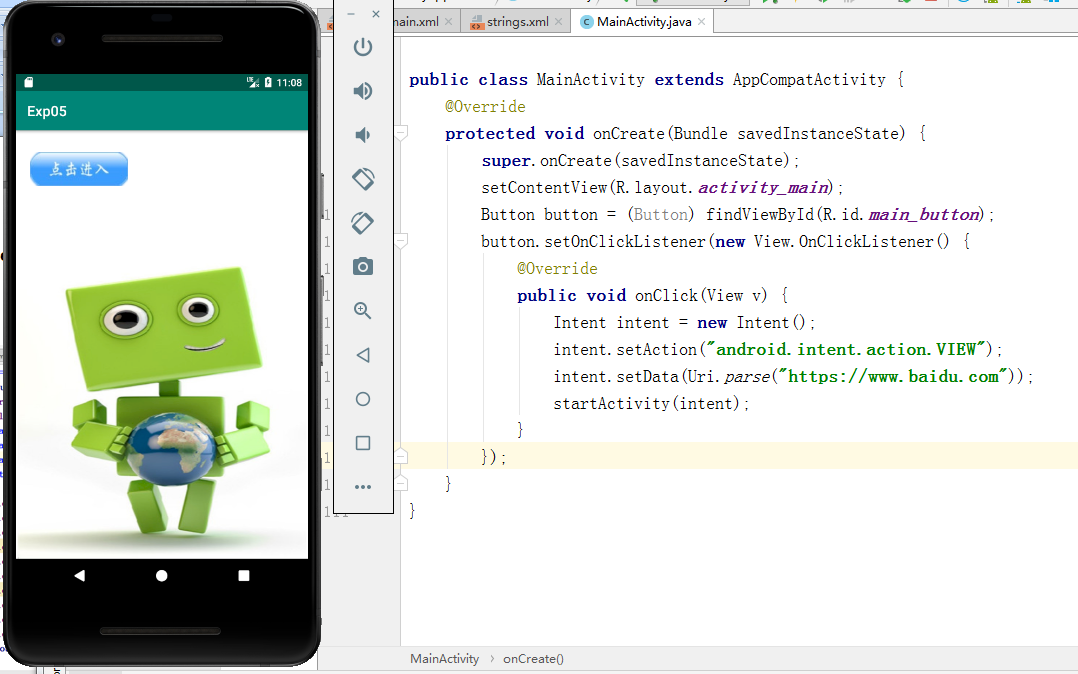 11:08
Exp05
点击进入
main.xml
strings.xml
MainActivity.java
public class MainActivity extends AppCompatActivity {
@Override
protected void onCreate(Bundle savedInstanceState) {
super.onCreate(savedInstanceState);
setContentView(R.layout.activity_main);
Button button = (Button) findViewById(R.id.main_button);
button.setOnClickListener(new View.OnClickListener() {
@Override
public void onClick(View v) {
Intent intent = new Intent();
intent.setAction("android.intent.action.VIEW");
intent.setData(Uri.parse("https://www.baidu.com"));
startActivity(intent);
}
});
}
}
MainActivity > onCreate()